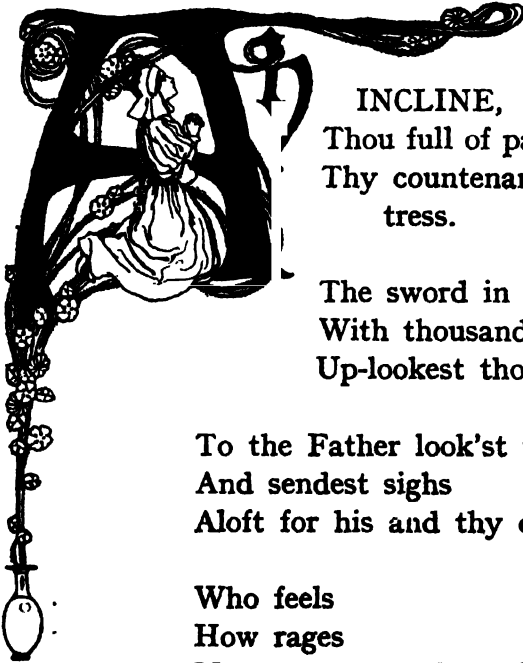 Ah
INCLINE,
Thou full of pa
Thy countenan
tress.
The sword in
With thousand
Up-lookest tho
To the Father look'st
And sendest sighs
Aloft for his and thy
Who feels
How rages